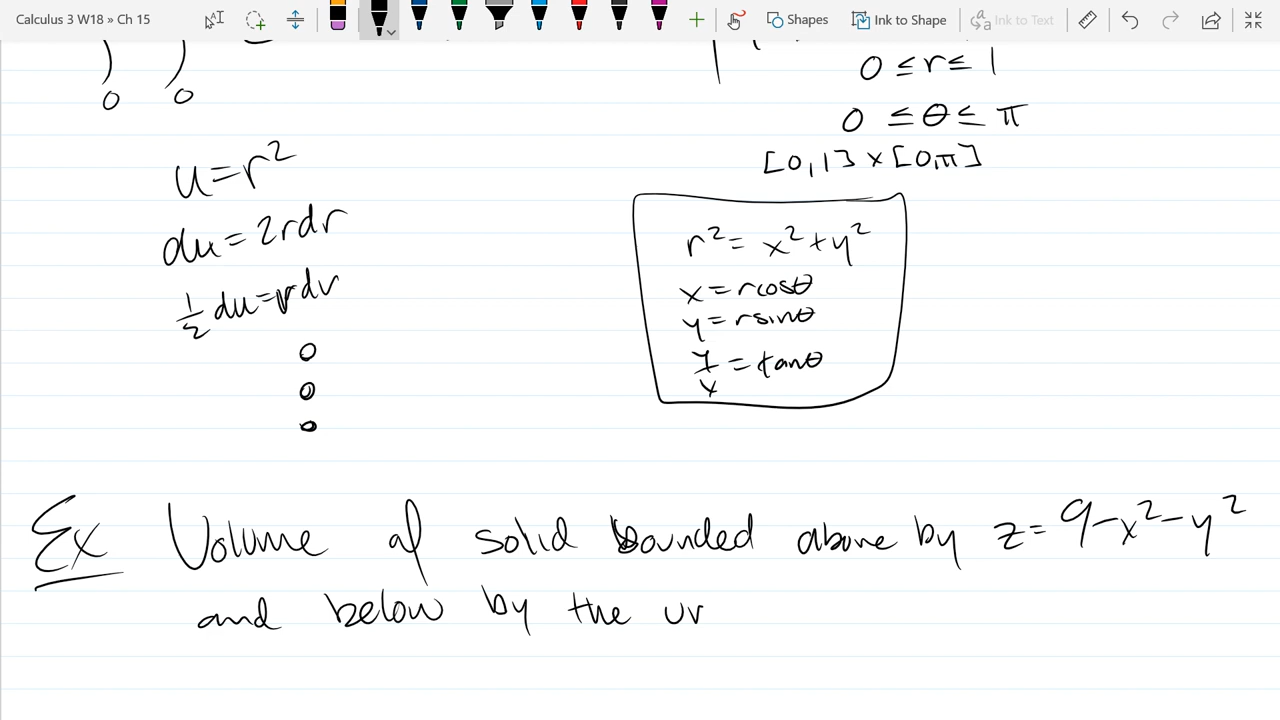 Calculus 3 W18 » Ch 15
Shapes
Ink to Shape
Ink to Text
0 0
0 ≤ r ≤ 1
0 ≤ θ ≤ π
[0,1] × [0,π]
u = r²
du = 2rdr
½ du = rdr
r² = x² + y²
x = rcosθ
y = rsinθ
y/x = tanθ
Ex Volume of solid bounded above by z = 9 - x² - y²
and below by the un